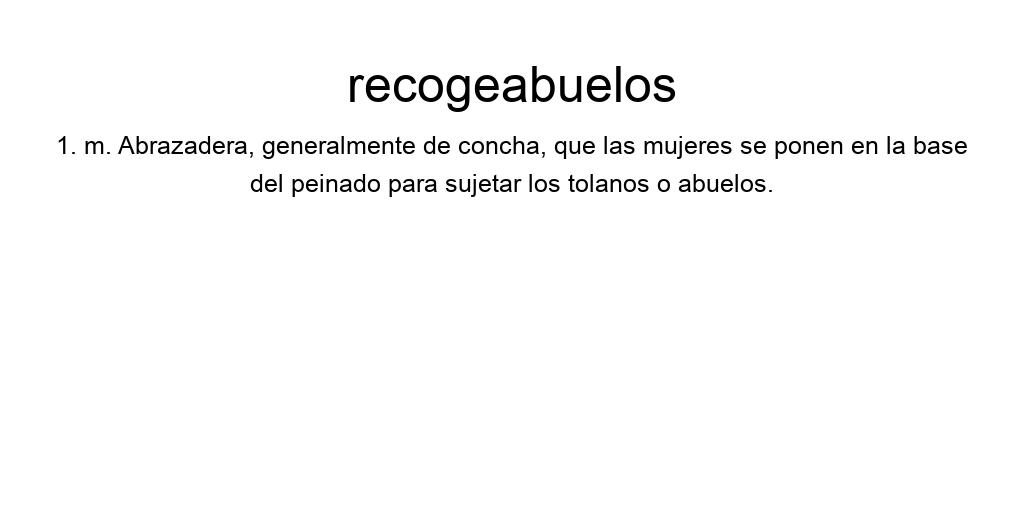 recogeabuelos
1. m. Abrazadera, generalmente de concha, que las mujeres se ponen en la base
del peinado para sujetar los tolanos o abuelos.